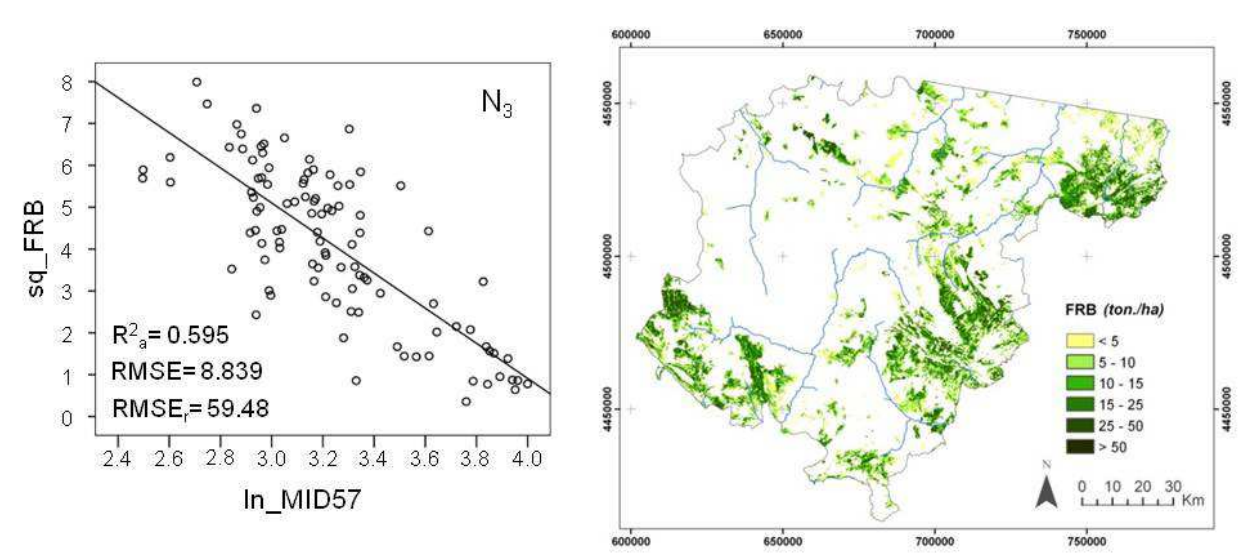 N3
8
7
6
5
4
3
2
1
0
sq_FRB
R2a= 0.595
RMSE=8.839
RMSEr=59.48
2.4 2.6 2.8 3.0 3.2 3.4 3.6 3.8 4.0
ln_MID57
600000 650000 700000 750000
4550000 4550000
4500000 4500000
4450000 4450000
FRB (ton./ha)
< 5
5 - 10
10 - 15
15 - 25
25 - 50
> 50
N
0 10 20 30
Km
600000 650000 700000 750000